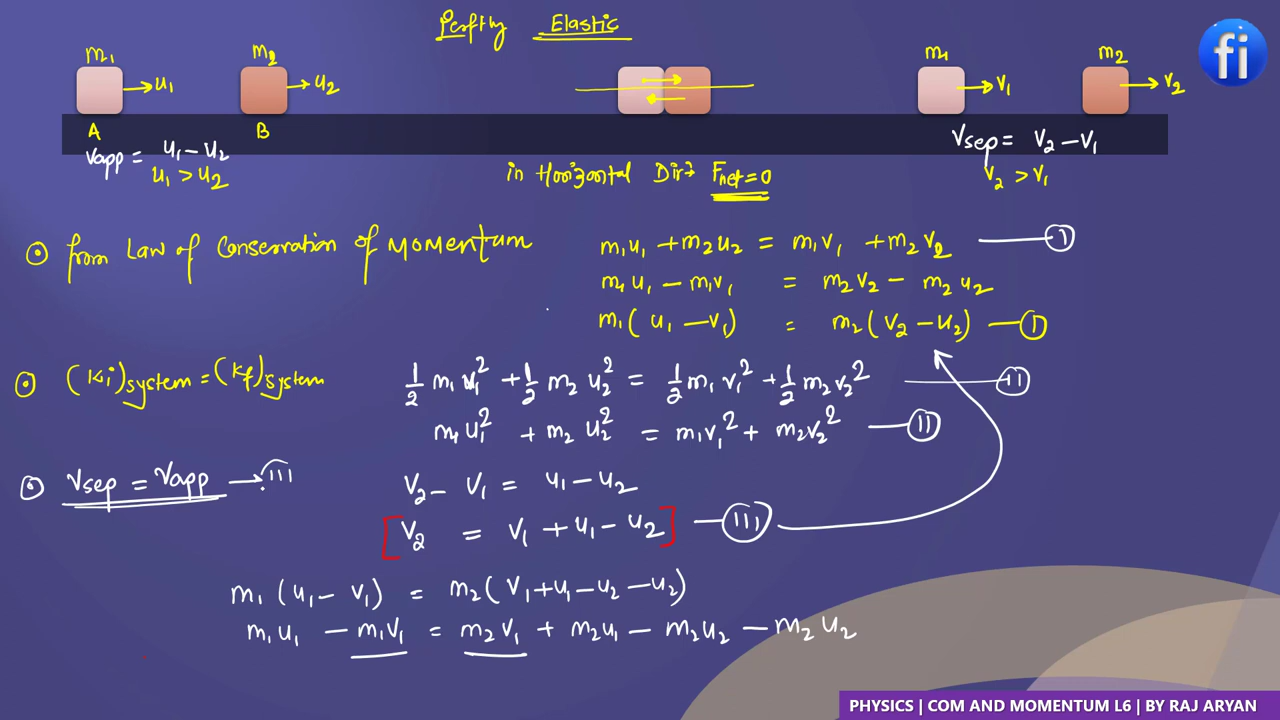 Perftly Elastic
fi
m₁ m₂ m₁ m₂
→u₁ →u₂ →v₁ →v₂
A B
Vapp = u₁ − u₂ Vsep = V₂ − V₁
u₁ > u₂ V₂ > V₁
in Horizontal Dirⁿ Fnet = 0
⊙ from Law of Conservation of Momentum
m₁u₁ + m₂u₂ = m₁v₁ + m₂v₂ — ①
m₁u₁ − m₁v₁ = m₂v₂ − m₂u₂
m₁(u₁ − v₁) = m₂(v₂ − u₂) — ①
⊙ (Ki)system = (Kf)system
½ m₁u₁² + ½ m₂u₂² = ½ m₁v₁² + ½ m₂v₂² — (II)
m₁u₁² + m₂u₂² = m₁v₁² + m₂v₂² — (II)
⊙ Vsep = Vapp → (III)
V₂ − V₁ = u₁ − u₂
[V₂ = V₁ + u₁ − u₂] — (III)
m₁(u₁ − v₁) = m₂(v₁ + u₁ − u₂ − u₂)
m₁u₁ − m₁v₁ = m₂v₁ + m₂u₁ − m₂u₂ − m₂u₂
PHYSICS | COM AND MOMENTUM L6 | BY RAJ ARYAN